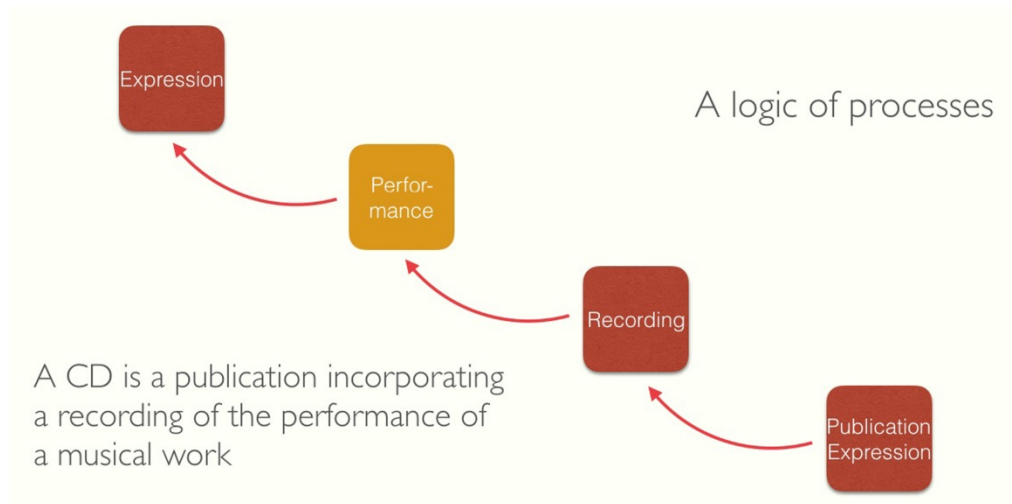 Expression
A logic of processes
Perfor-
mance
Recording
A CD is a publication incorporating
a recording of the performance of
a musical work
Publication
Expression